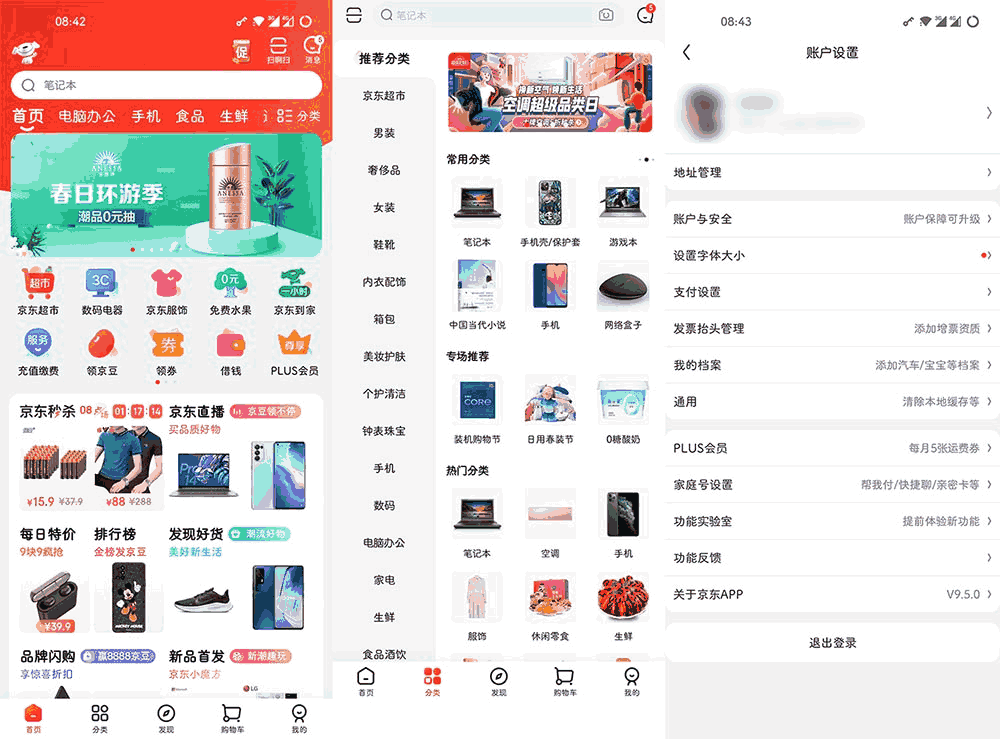 08:42
促
扫啊扫
消息
5
笔记本
首页
电脑办公
手机
食品
生鲜
分类
ANESSA
春日环游季
潮品0元抽
ANESSA
超市
3C
0元
一小时
京东超市
数码电器
京东服饰
免费水果
京东到家
服务
券
尊享
充值缴费
领京豆
领券
借钱
PLUS会员
京东秒杀
08点场
01:17:14
京东直播
京豆领不停
买品质好物
¥15.9
¥37.9
¥88
¥288
每日特价
排行榜
发现好货
潮流好物
9块9疯抢
金榜发京豆
美好新生活
¥39.9
MICKEY MOUSE
品牌闪购
赢8888京豆
新品首发
新潮趣玩
享惊喜折扣
京东小魔方
Microsoft
LG
首页
分类
发现
购物车
我的
笔记本
5
推荐分类
京东超市
男装
奢侈品
女装
鞋靴
内衣配饰
箱包
美妆护肤
个护清洁
钟表珠宝
手机
数码
电脑办公
家电
生鲜
食品酒饮
焕新空气 焕新生活
空调超级品类日
常用分类
笔记本
手机壳/保护套
游戏本
中国当代小说
手机
网络盒子
专场推荐
CORE
装机购物节
日用春装节
0糖酸奶
热门分类
笔记本
空调
手机
服饰
休闲零食
生鲜
首页
分类
发现
购物车
我的
08:43
账户设置
地址管理
账户与安全
账户保障可升级
设置字体大小
支付设置
发票抬头管理
添加增票资质
我的档案
添加汽车/宝宝等档案
通用
清除本地缓存等
PLUS会员
每月5张运费券
家庭号设置
帮我付/快捷聊/亲密卡等
功能实验室
提前体验新功能
功能反馈
关于京东APP
V9.5.0
退出登录